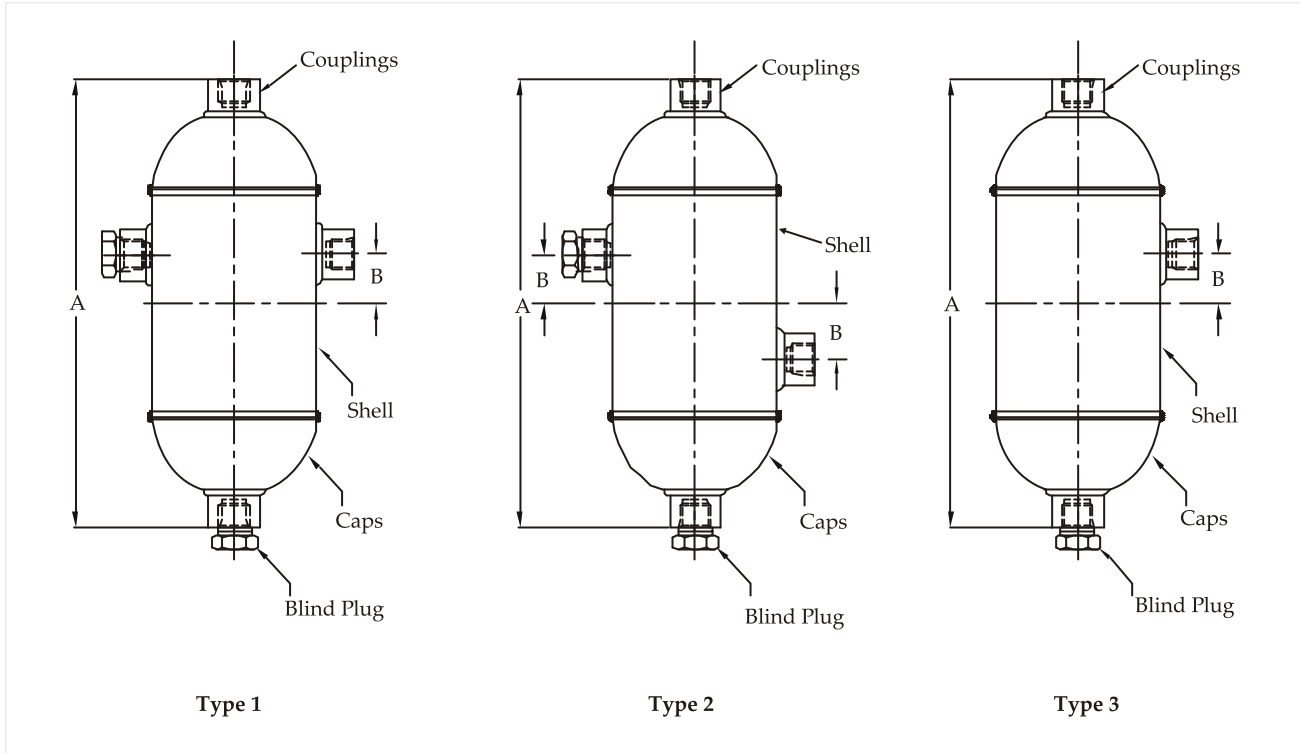 Couplings
A
B
Shell
Caps
Blind Plug
Type 1
Couplings
Shell
B
A
B
Caps
Blind Plug
Type 2
Couplings
B
A
Shell
Caps
Blind Plug
Type 3